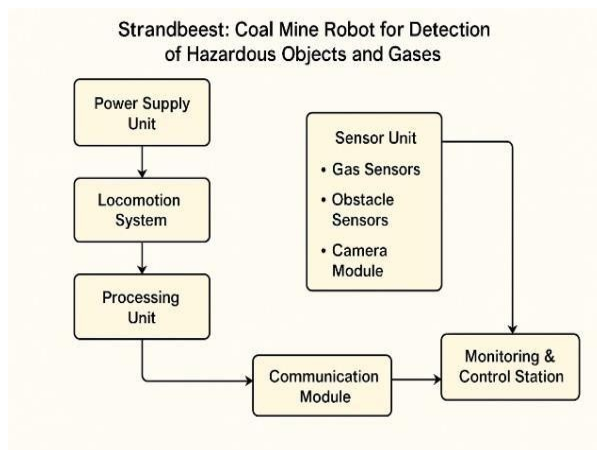 Strandbeest: Coal Mine Robot for Detection
of Hazardous Objects and Gases
Power Supply
Unit
Locomotion
System
Processing
Unit
Sensor Unit
• Gas Sensors
• Obstacle
Sensors
• Camera
Module
Communication
Module
Monitoring &
Control Station